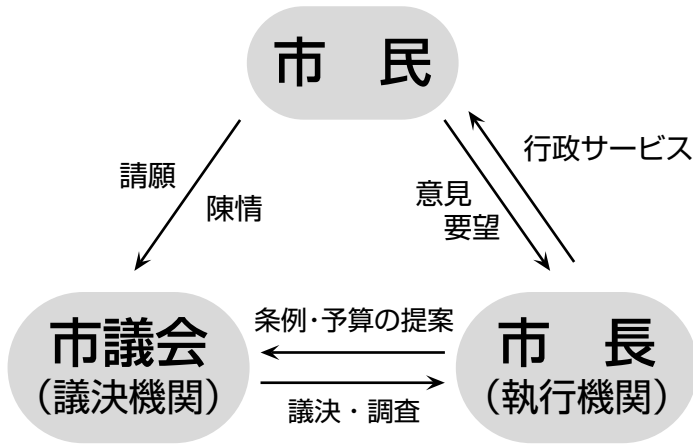 市　民
請願
陳情
意見
要望
行政サービス
市議会
（議決機関）
条例・予算の提案
議決・調査
市　長
（執行機関）